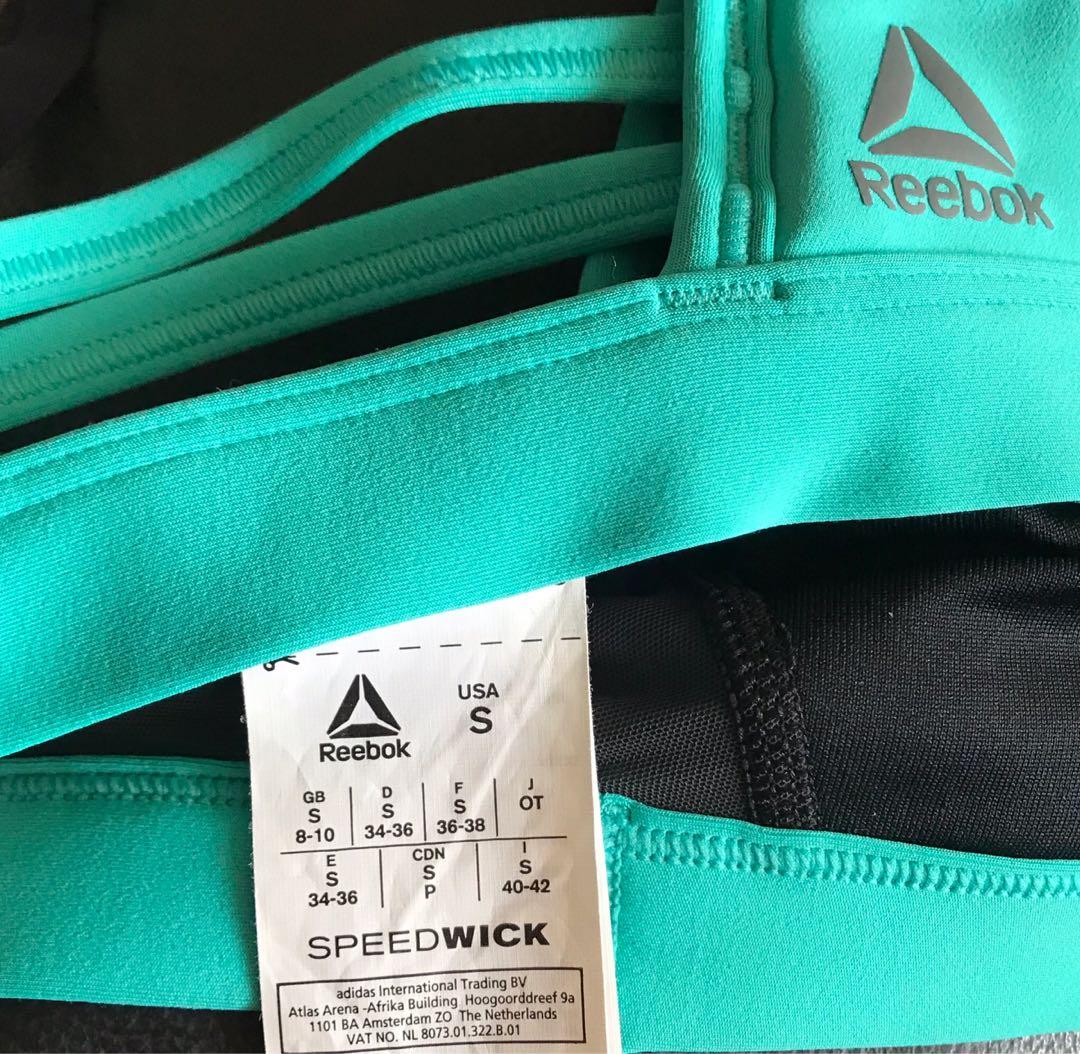 Reebok
Reebok
USA
S
GB
S
8-10
D
S
34-36
F
S
36-38
J
OT
E
S
34-36
CDN
S
P
I
S
40-42
SPEEDWICK
adidas International Trading BV
Atlas Arena -Afrika Building Hoogoorddreef 9a
1101 BA Amsterdam ZO The Netherlands
VAT NO. NL 8073.01.322.B.01